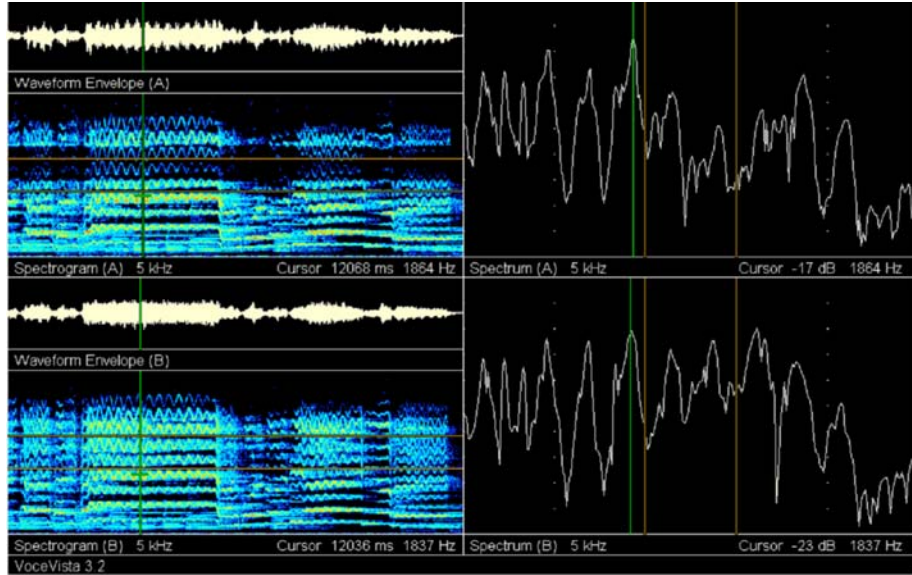 Waveform Envelope (A)
Spectrogram (A) 5 kHz Cursor 12068 ms 1864 Hz
Spectrum (A) 5 kHz Cursor -17 dB 1864 Hz
Waveform Envelope (B)
Spectrogram (B) 5 kHz Cursor 12036 ms 1837 Hz
Spectrum (B) 5 kHz Cursor -23 dB 1837 Hz
VoceVista 3.2